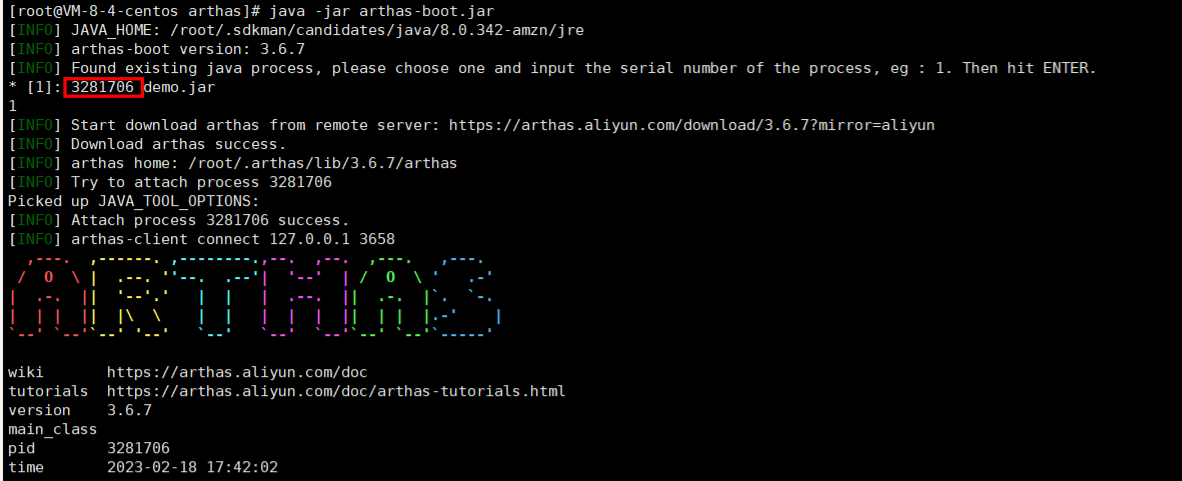 [root@VM-8-4-centos arthas]# java -jar arthas-boot.jar
[INFO] JAVA_HOME: /root/.sdkman/candidates/java/8.0.342-amzn/jre
[INFO] arthas-boot version: 3.6.7
[INFO] Found existing java process, please choose one and input the serial number of the process, eg : 1. Then hit ENTER.
* [1]: 3281706 demo.jar
1
[INFO] Start download arthas from remote server: https://arthas.aliyun.com/download/3.6.7?mirror=aliyun
[INFO] Download arthas success.
[INFO] arthas home: /root/.arthas/lib/3.6.7/arthas
[INFO] Try to attach process 3281706
Picked up JAVA_TOOL_OPTIONS:
[INFO] Attach process 3281706 success.
[INFO] arthas-client connect 127.0.0.1 3658
ARTHAS
wiki https://arthas.aliyun.com/doc
tutorials https://arthas.aliyun.com/doc/arthas-tutorials.html
version 3.6.7
main_class
pid 3281706
time 2023-02-18 17:42:02